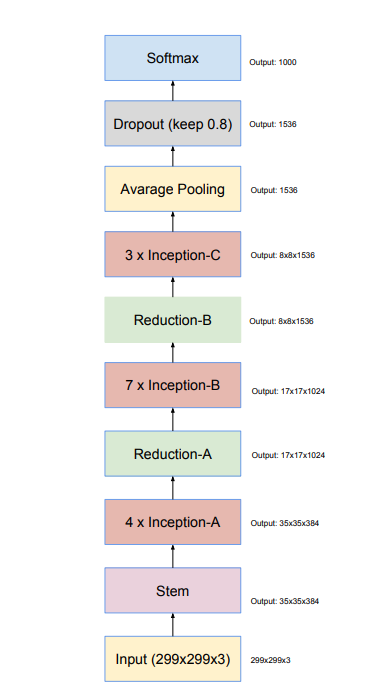 Softmax
Output: 1000
Dropout (keep 0.8)
Output: 1536
Avarage Pooling
Output: 1536
3 x Inception-C
Output: 8x8x1536
Reduction-B
Output: 8x8x1536
7 x Inception-B
Output: 17x17x1024
Reduction-A
Output: 17x17x1024
4 x Inception-A
Output: 35x35x384
Stem
Output: 35x35x384
Input (299x299x3)
299x299x3